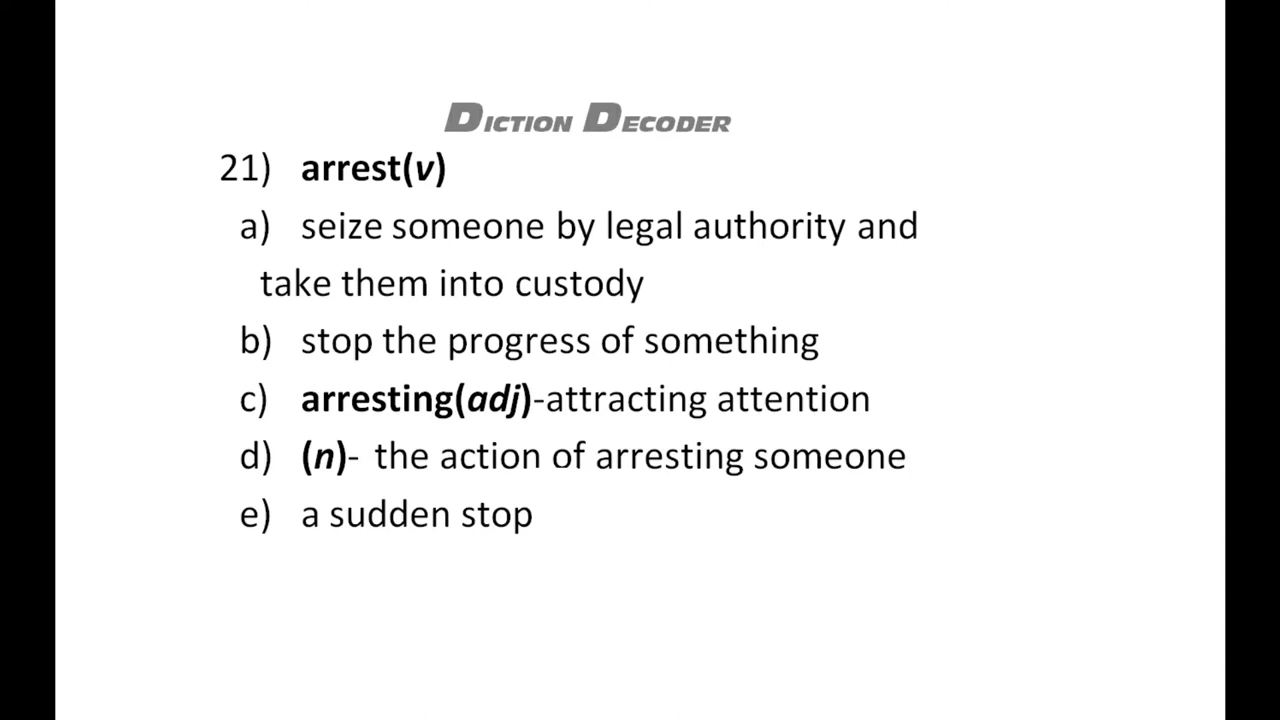 DICTION DECODER
21) arrest(v)
a) seize someone by legal authority and
take them into custody
b) stop the progress of something
c) arresting(adj)-attracting attention
d) (n)- the action of arresting someone
e) a sudden stop